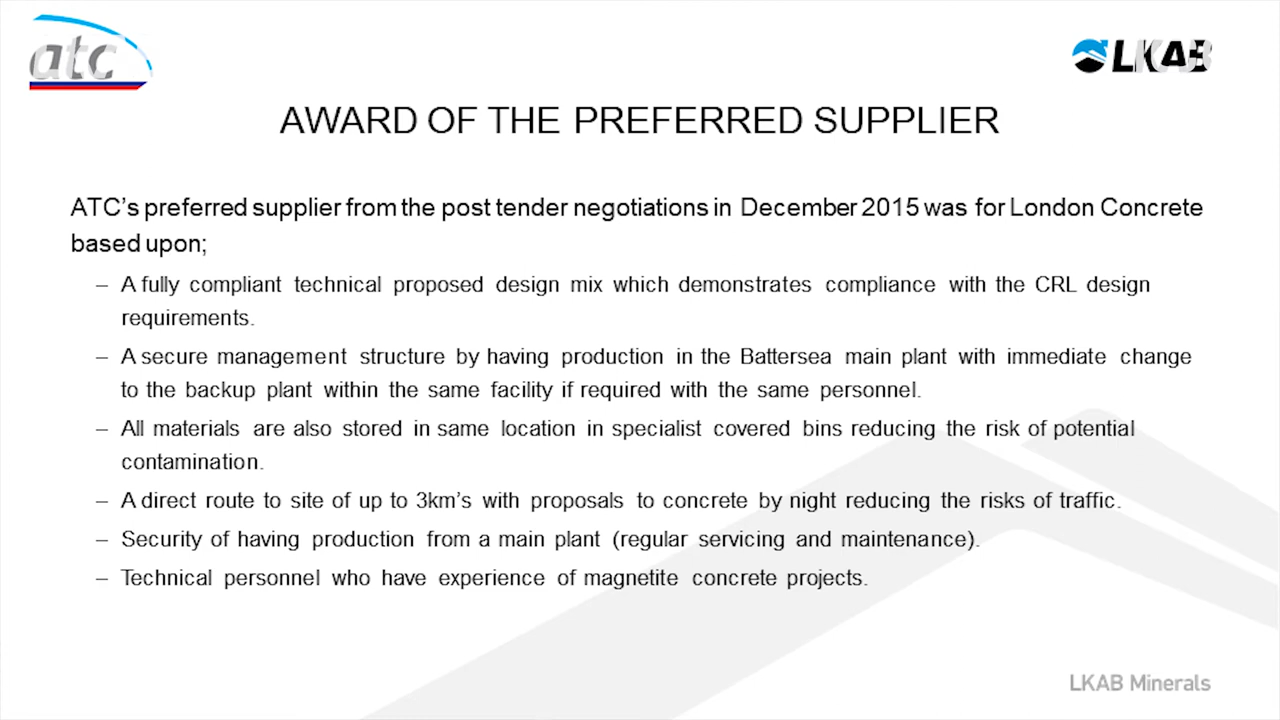 atc
LKAB
AWARD OF THE PREFERRED SUPPLIER
ATC's preferred supplier from the post tender negotiations in December 2015 was for London Concrete
based upon;
– A fully compliant technical proposed design mix which demonstrates compliance with the CRL design
requirements.
– A secure management structure by having production in the Battersea main plant with immediate change
to the backup plant within the same facility if required with the same personnel.
– All materials are also stored in same location in specialist covered bins reducing the risk of potential
contamination.
– A direct route to site of up to 3km's with proposals to concrete by night reducing the risks of traffic.
– Security of having production from a main plant (regular servicing and maintenance).
– Technical personnel who have experience of magnetite concrete projects.
LKAB Minerals